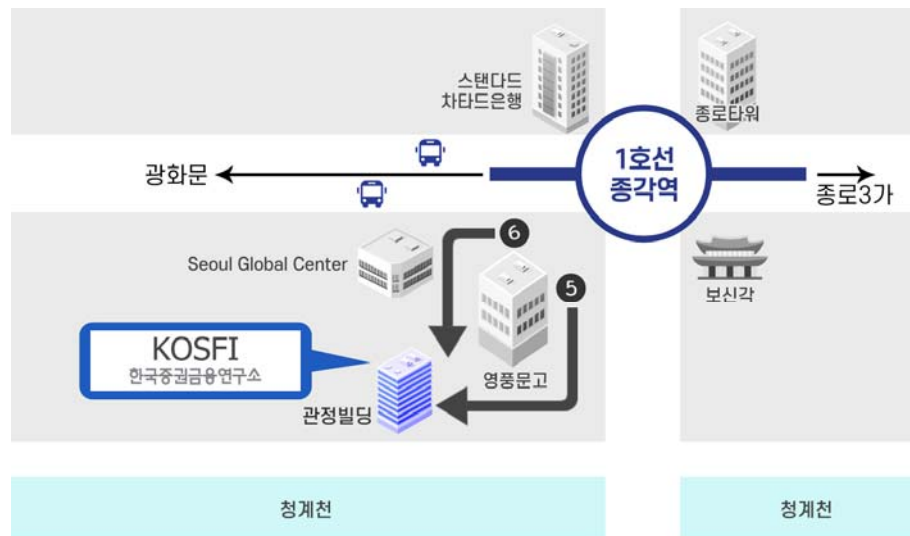 스탠다드
차타드은행
종로타워
광화문
1호선
종각역
종로3가
6
Seoul Global Center
5
보신각
KOSFI
한국증권금융연구소
영풍문고
관정빌딩
청계천
청계천